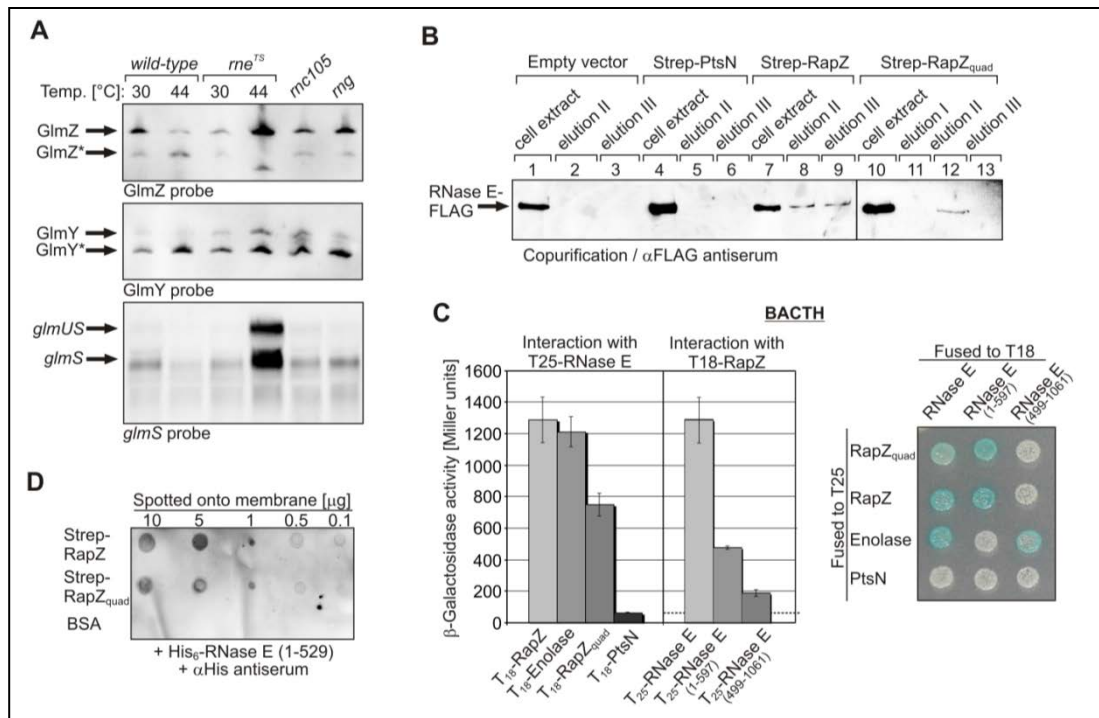 A
wild-type rne^TS rnc105 rng
Temp. [°C]: 30 44 30 44
GlmZ
GlmZ*
GlmZ probe
GlmY
GlmY*
GlmY probe
glmUS
glmS
glmS probe
B
Empty vector Strep-PtsN Strep-RapZ Strep-RapZquad
cell extract elution II elution III cell extract elution II elution III cell extract elution II elution III cell extract elution I elution II elution III
1 2 3 4 5 6 7 8 9 10 11 12 13
RNase E-
FLAG
Copurification / αFLAG antiserum
C
BACTH
Interaction with
T25-RNase E
Interaction with
T18-RapZ
β-Galactosidase activity [Miller units]
1600
1400
1200
1000
800
600
400
200
0
T18-RapZ
T18-Enolase
T18-RapZquad
T18-PtsN
T25-RNase E
T25-RNase E
(1-597)
T25-RNase E
(499-1061)
Fused to T18
RNase E
RNase E
(1-597)
RNase E
(499-1061)
Fused to T25
RapZquad
RapZ
Enolase
PtsN
D
Spotted onto membrane [µg]
10 5 1 0.5 0.1
Strep-
RapZ
Strep-
RapZquad
BSA
+ His6-RNase E (1-529)
+ αHis antiserum